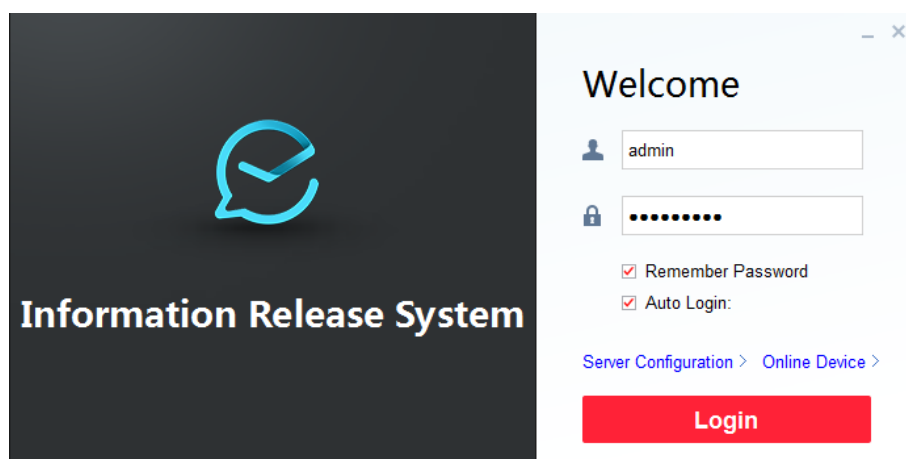 Information Release System
Welcome
admin
•••••••••
Remember Password
Auto Login:
Server Configuration > Online Device >
Login